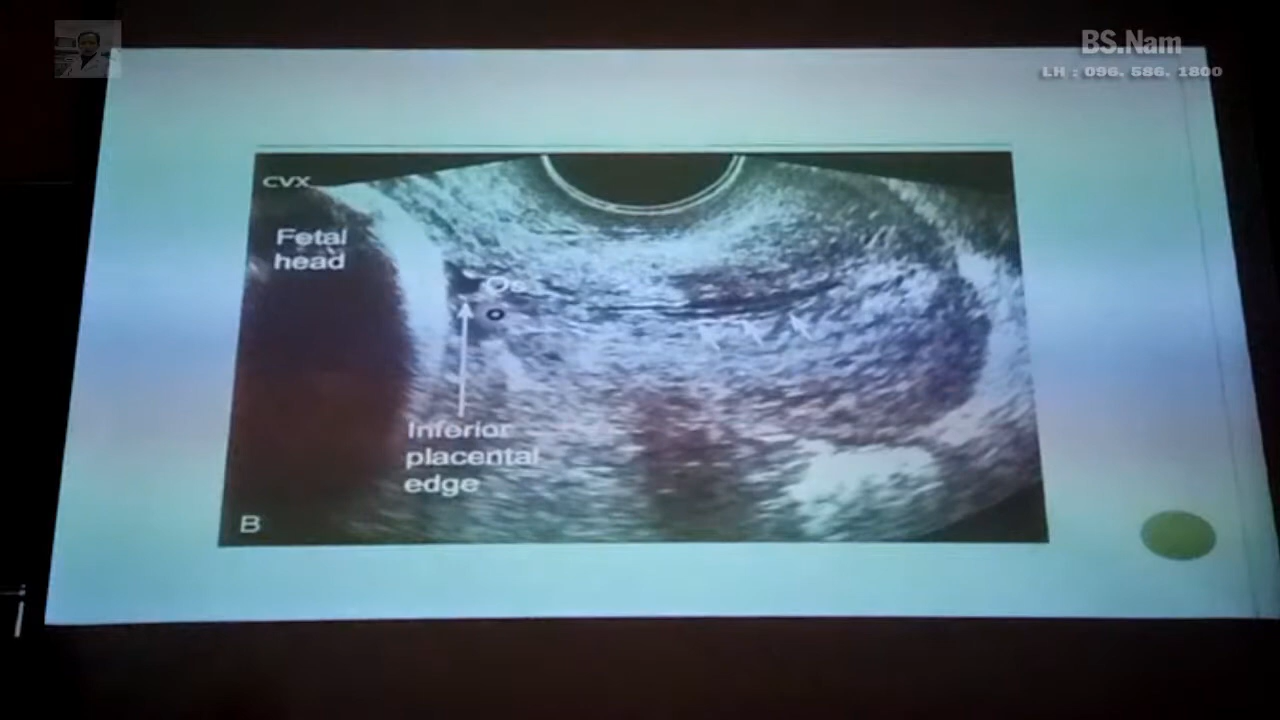 BS.Nam
LH : 096. 586. 1800
CVX
Fetal
head
Os
Inferior
placental
edge
B